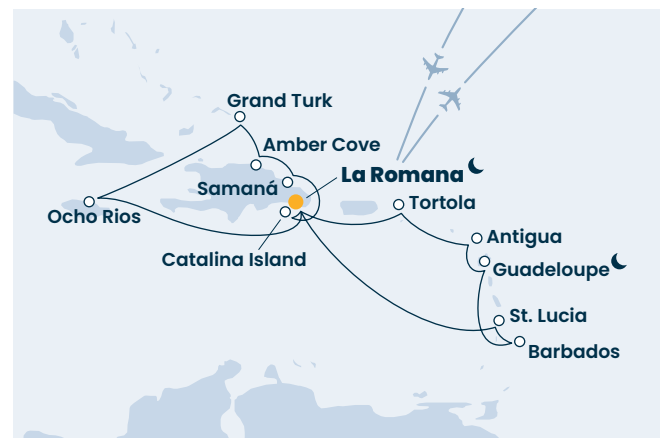 Grand Turk
Amber Cove
La Romana
Samaná
Tortola
Ocho Rios
Antigua
Catalina Island
Guadeloupe
St. Lucia
Barbados